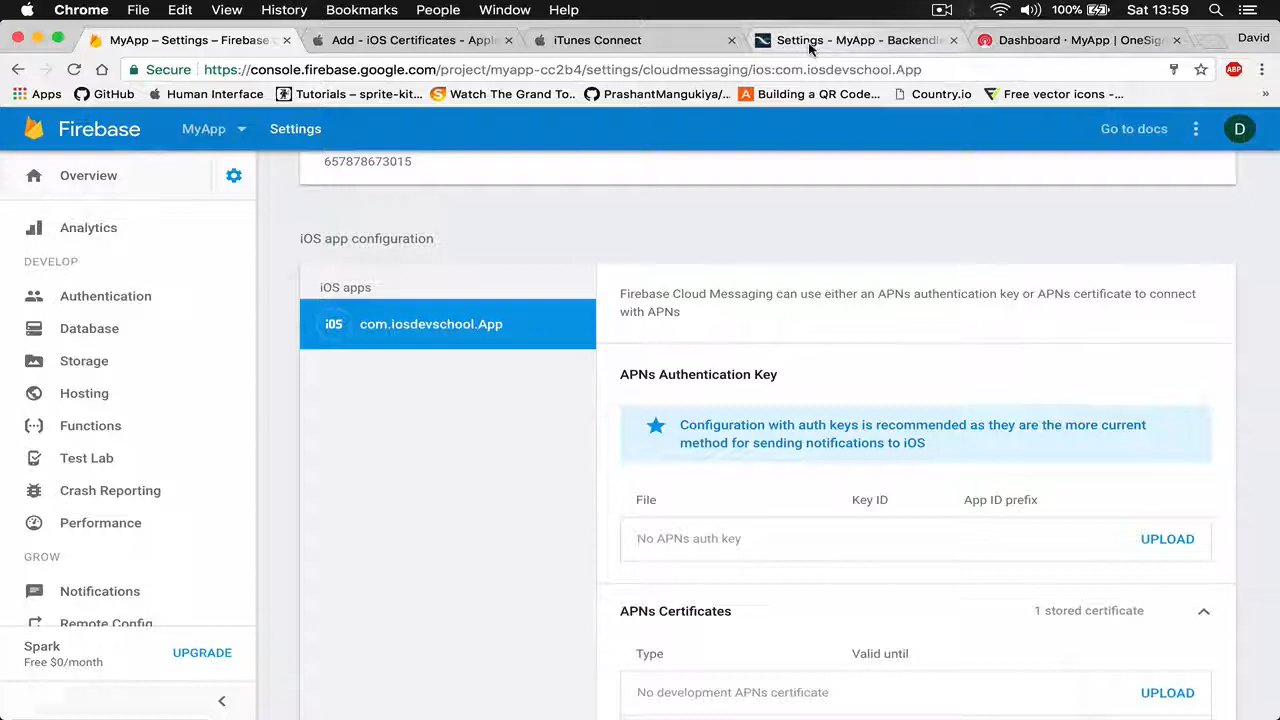 Chrome File Edit View History Bookmarks People Window Help 100% Sat 13:59
MyApp – Settings – Firebase Add - iOS Certificates - Apple iTunes Connect Settings - MyApp - Backendle Dashboard · MyApp | OneSig David
Secure https://console.firebase.google.com/project/myapp-cc2b4/settings/cloudmessaging/ios:com.iosdevschool.App ABP
Apps GitHub Human Interface Tutorials – sprite-kit... Watch The Grand To... PrashantMangukiya/... Building a QR Code... Country.io Free vector icons -... »
Firebase MyApp Settings Go to docs D
Overview
657878673015
Analytics
iOS app configuration
DEVELOP
iOS apps
Authentication
Firebase Cloud Messaging can use either an APNs authentication key or APNs certificate to connect
with APNs
iOS com.iosdevschool.App
Database
Storage
APNs Authentication Key
Hosting
Functions
Configuration with auth keys is recommended as they are the more current
method for sending notifications to iOS
Test Lab
Crash Reporting
File Key ID App ID prefix
Performance
No APNs auth key UPLOAD
GROW
Notifications
APNs Certificates 1 stored certificate
Remote Config
Spark
Free $0/month
UPGRADE
Type Valid until
No development APNs certificate UPLOAD